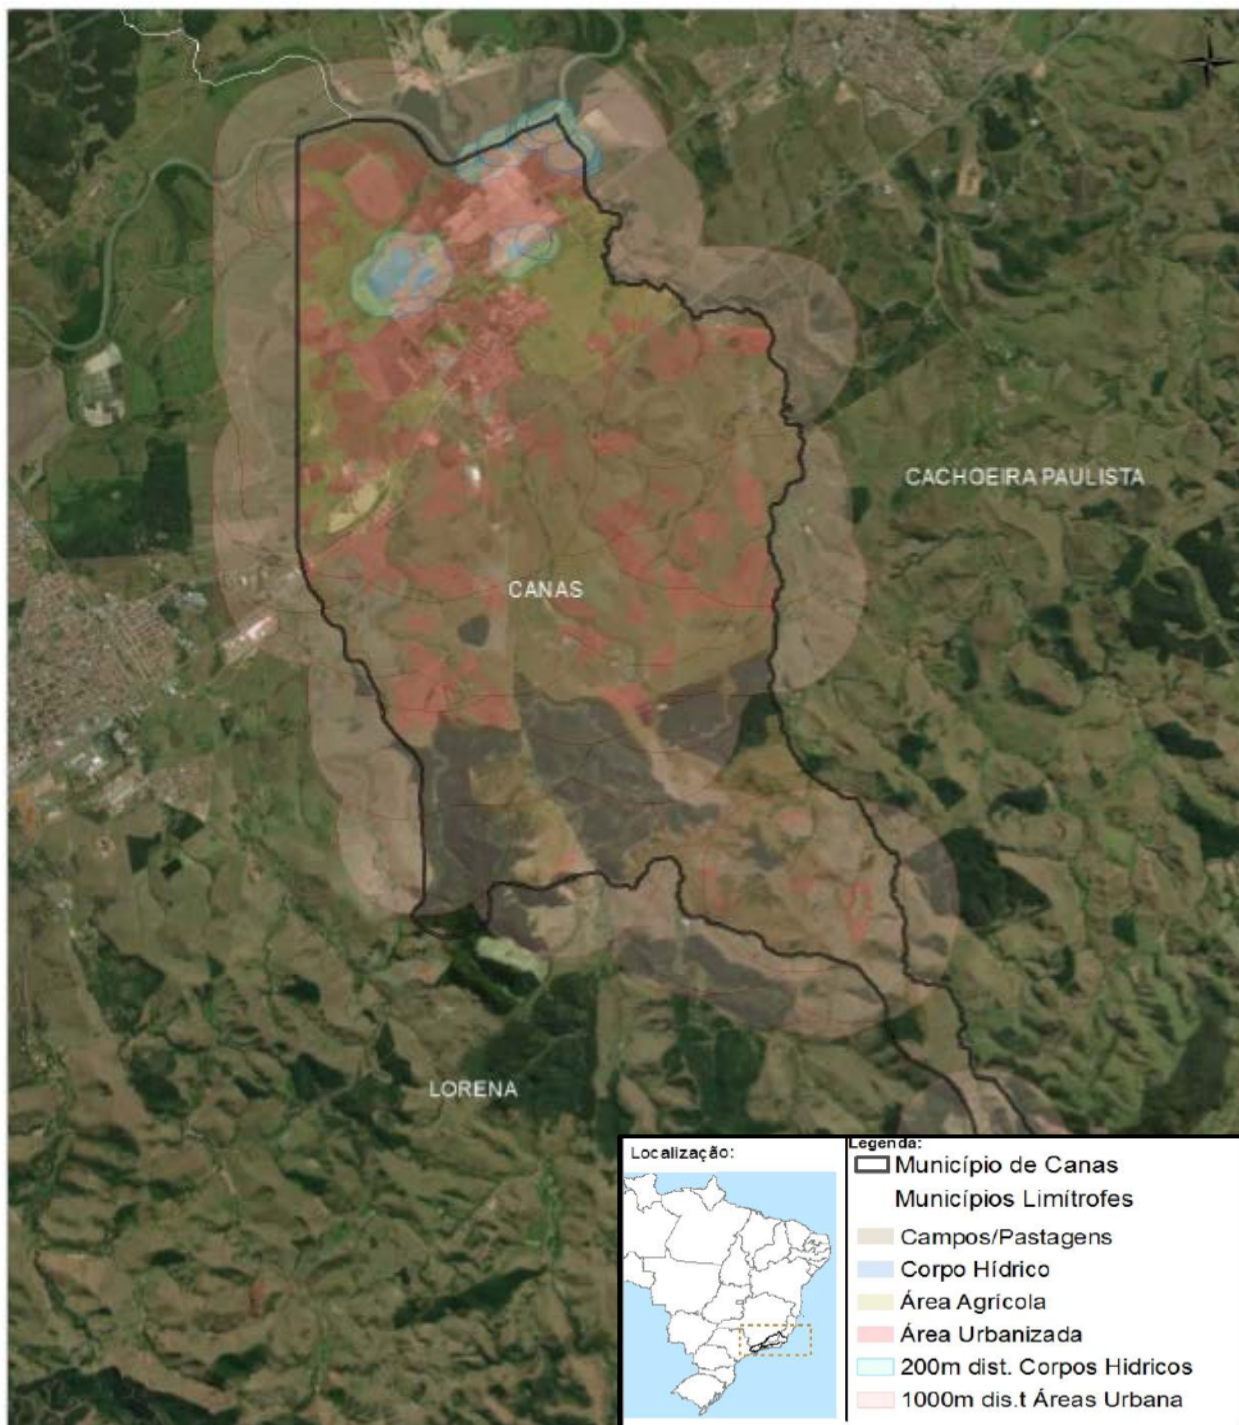 CACHOEIRA PAULISTA
CANAS
LORENA
Localização:
Legenda:
Município de Canas
Municípios Limítrofes
Campos/Pastagens
Corpo Hídrico
Área Agrícola
Área Urbanizada
200m dist. Corpos Hidricos
1000m dis.t Áreas Urbana